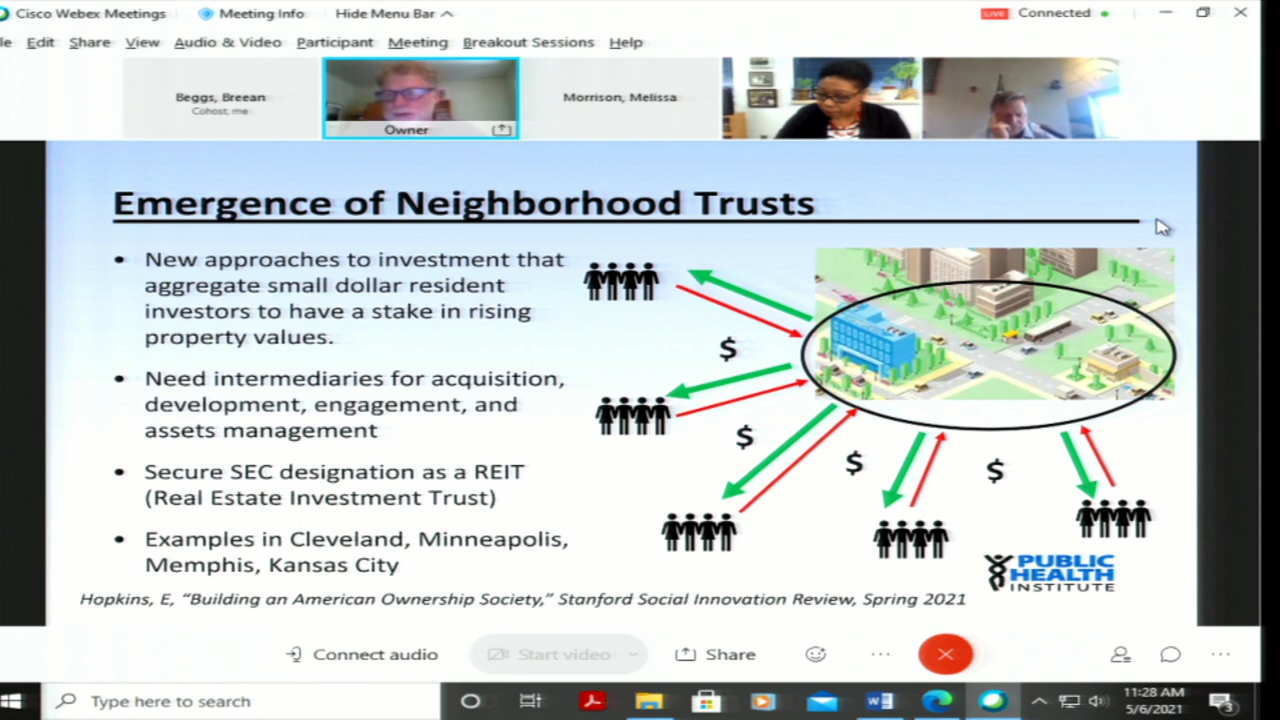 Cisco Webex Meetings Meeting Info Hide Menu Bar LIVE Connected
Edit Share View Audio & Video Participant Meeting Breakout Sessions Help
Beggs, Breean
Cohost, me
Owner
Morrison, Melissa
Emergence of Neighborhood Trusts
• New approaches to investment that
aggregate small dollar resident
investors to have a stake in rising
property values.
• Need intermediaries for acquisition,
development, engagement, and
assets management
• Secure SEC designation as a REIT
(Real Estate Investment Trust)
• Examples in Cleveland, Minneapolis,
Memphis, Kansas City
$
$
$
$
PUBLIC
HEALTH
INSTITUTE
Hopkins, E, “Building an American Ownership Society,” Stanford Social Innovation Review, Spring 2021
Connect audio Start video Share
Type here to search
11:28 AM
5/6/2021
3